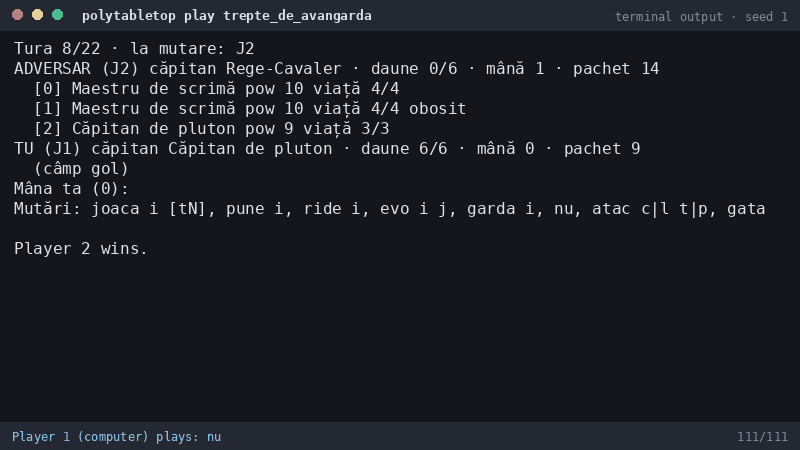 polytabletop play trepte_de_avangarda
terminal output · seed 1
Tura 8/22 · la mutare: J2
ADVERSAR (J2) căpitan Rege-Cavaler · daune 0/6 · mână 1 · pachet 14
[0] Maestru de scrimă pow 10 viață 4/4
[1] Maestru de scrimă pow 10 viață 4/4 obosit
[2] Căpitan de pluton pow 9 viață 3/3
TU (J1) căpitan Căpitan de pluton · daune 6/6 · mână 0 · pachet 9
(câmp gol)
Mâna ta (0):
Mutări: joaca i [tN], pune i, ride i, evo i j, garda i, nu, atac c|l t|p, gata
Player 2 wins.
Player 1 (computer) plays: nu
111/111